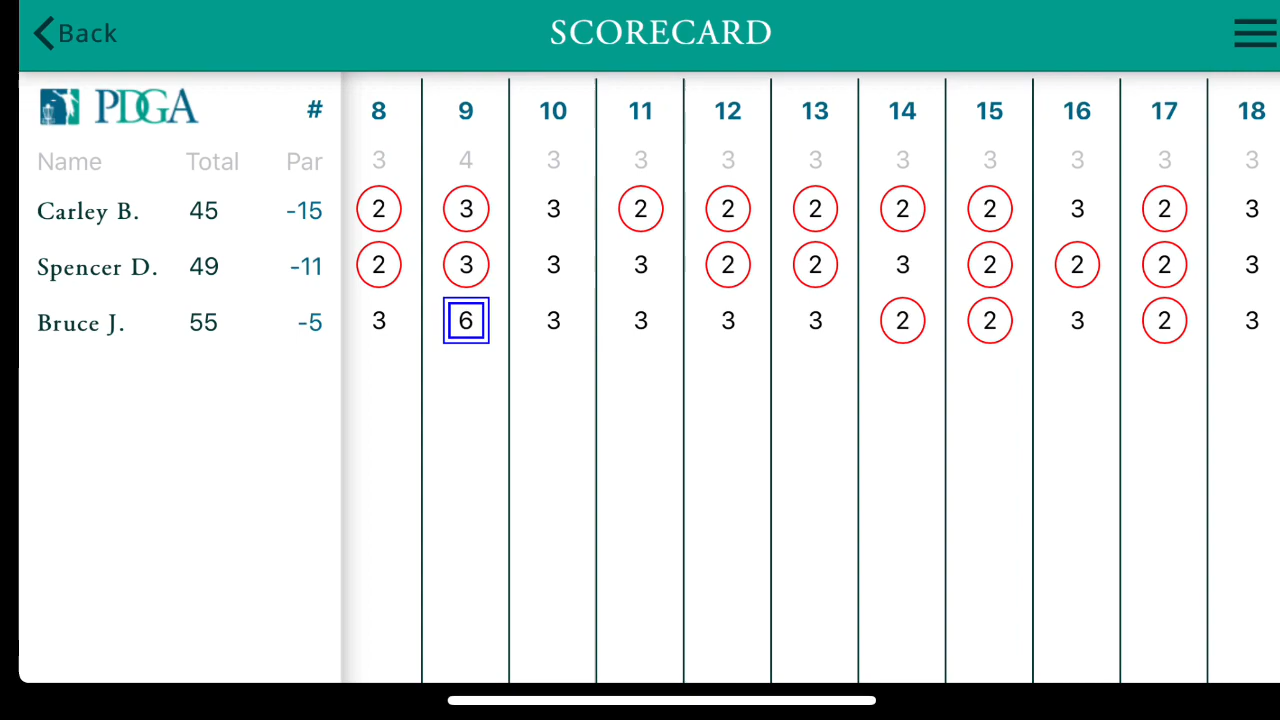 Back SCORECARD
PDGA # 8 9 10 11 12 13 14 15 16 17 18
Name Total Par 3 4 3 3 3 3 3 3 3 3 3
Carley B. 45 -15 2 3 3 2 2 2 2 2 3 2 3
Spencer D. 49 -11 2 3 3 3 2 2 3 2 2 2 3
Bruce J. 55 -5 3 6 3 3 3 3 2 2 3 2 3